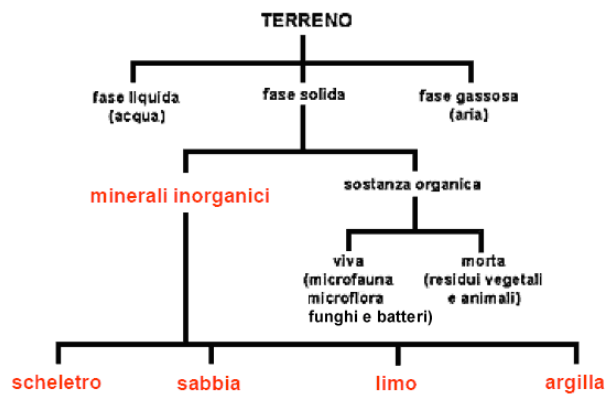 TERRENO
fase liquida
(acqua)
fase solida
fase gassosa
(aria)
minerali inorganici
sostanza organica
viva
(microfauna
microflora
funghi e batteri)
morta
(residui vegetali
e animali)
scheletro
sabbia
limo
argilla